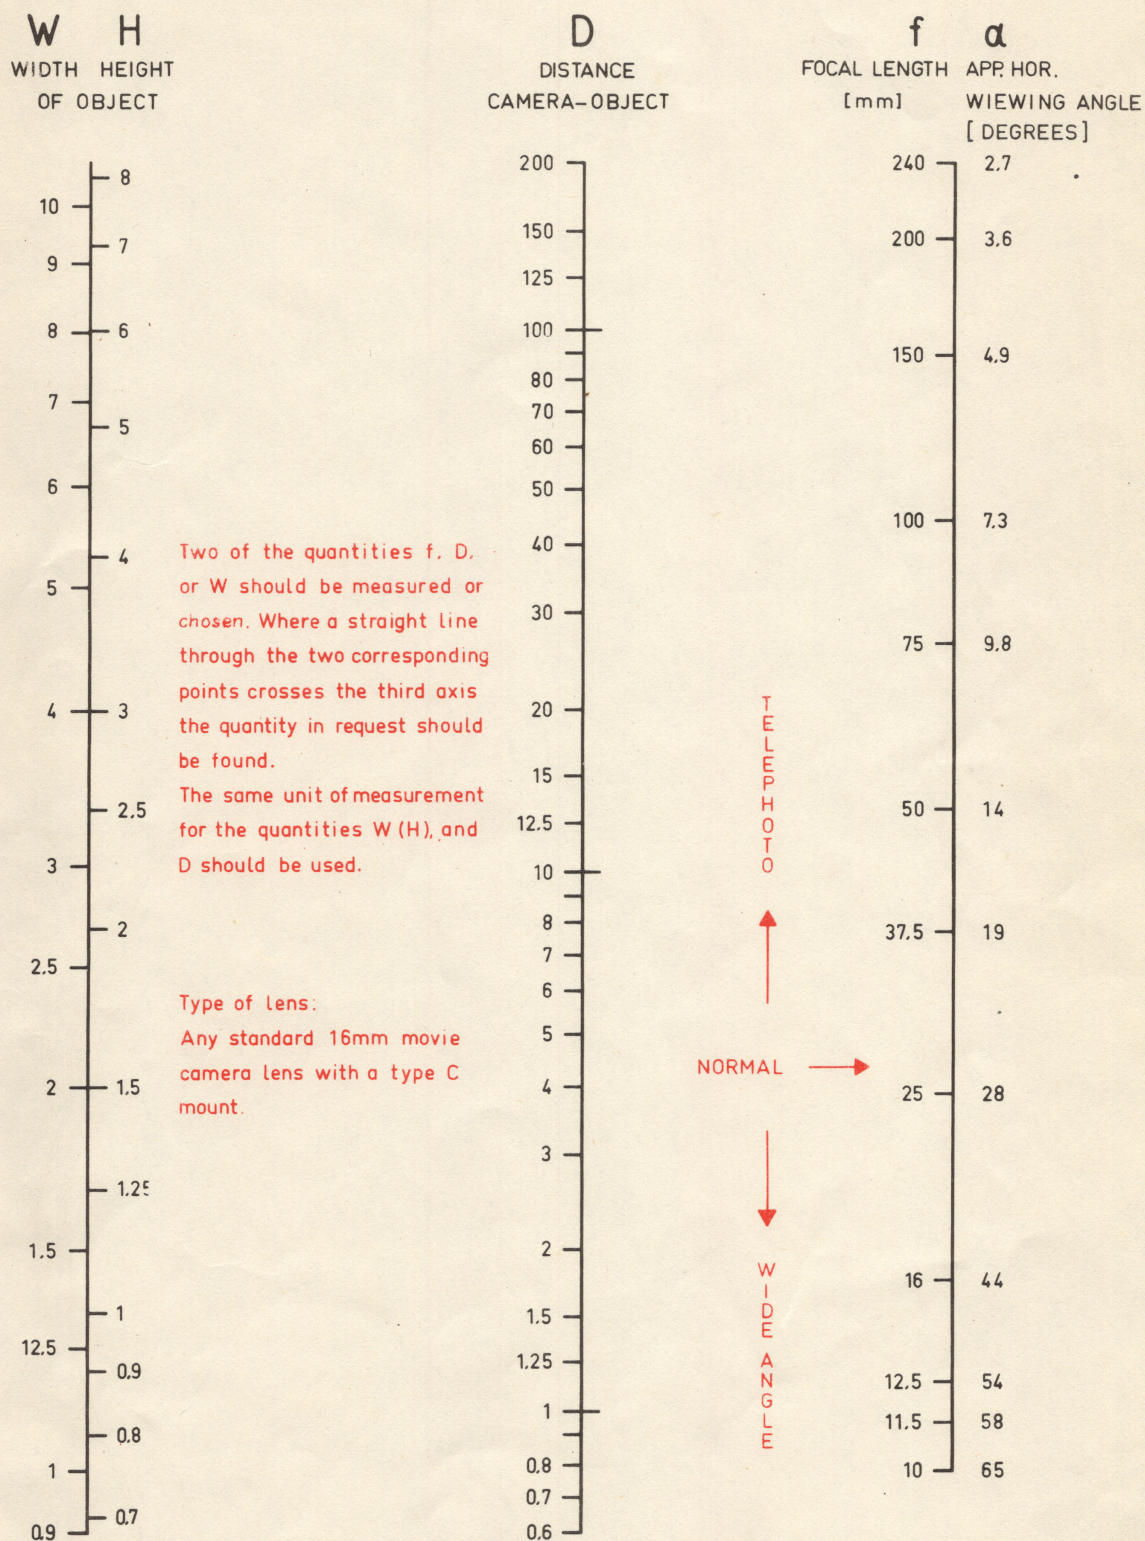 W H D f α
WIDTH HEIGHT
OF OBJECT
DISTANCE
CAMERA-OBJECT
FOCAL LENGTH
[mm]
APP. HOR.
WIEWING ANGLE
[DEGREES]
10
9
8
7
6
5
4
3
2.5
2
1.5
12.5
1
0.9
8
7
6
5
4
3
2.5
2
1.5
1.25
1
0.9
0.8
0.7
Two of the quantities f. D.
or W should be measured or
chosen. Where a straight line
through the two corresponding
points crosses the third axis
the quantity in request should
be found.
The same unit of measurement
for the quantities W (H), and
D should be used.
Type of lens:
Any standard 16mm movie
camera lens with a type C
mount.
200
150
125
100
80
70
60
50
40
30
20
15
12.5
10
8
7
6
5
4
3
2
1.5
1.25
1
0.8
0.7
0.6
TELEPHOTO
NORMAL
WIDE ANGLE
240 2.7
200 3.6
150 4.9
100 7.3
75 9.8
50 14
37.5 19
25 28
16 44
12.5 54
11.5 58
10 65